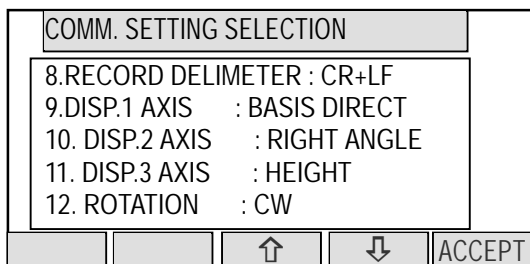 COMM. SETTING SELECTION
8.RECORD DELIMETER : CR+LF
9.DISP.1 AXIS : BASIS DIRECT
10. DISP.2 AXIS : RIGHT ANGLE
11. DISP.3 AXIS : HEIGHT
12. ROTATION : CW
⇧ ⇩ ACCEPT